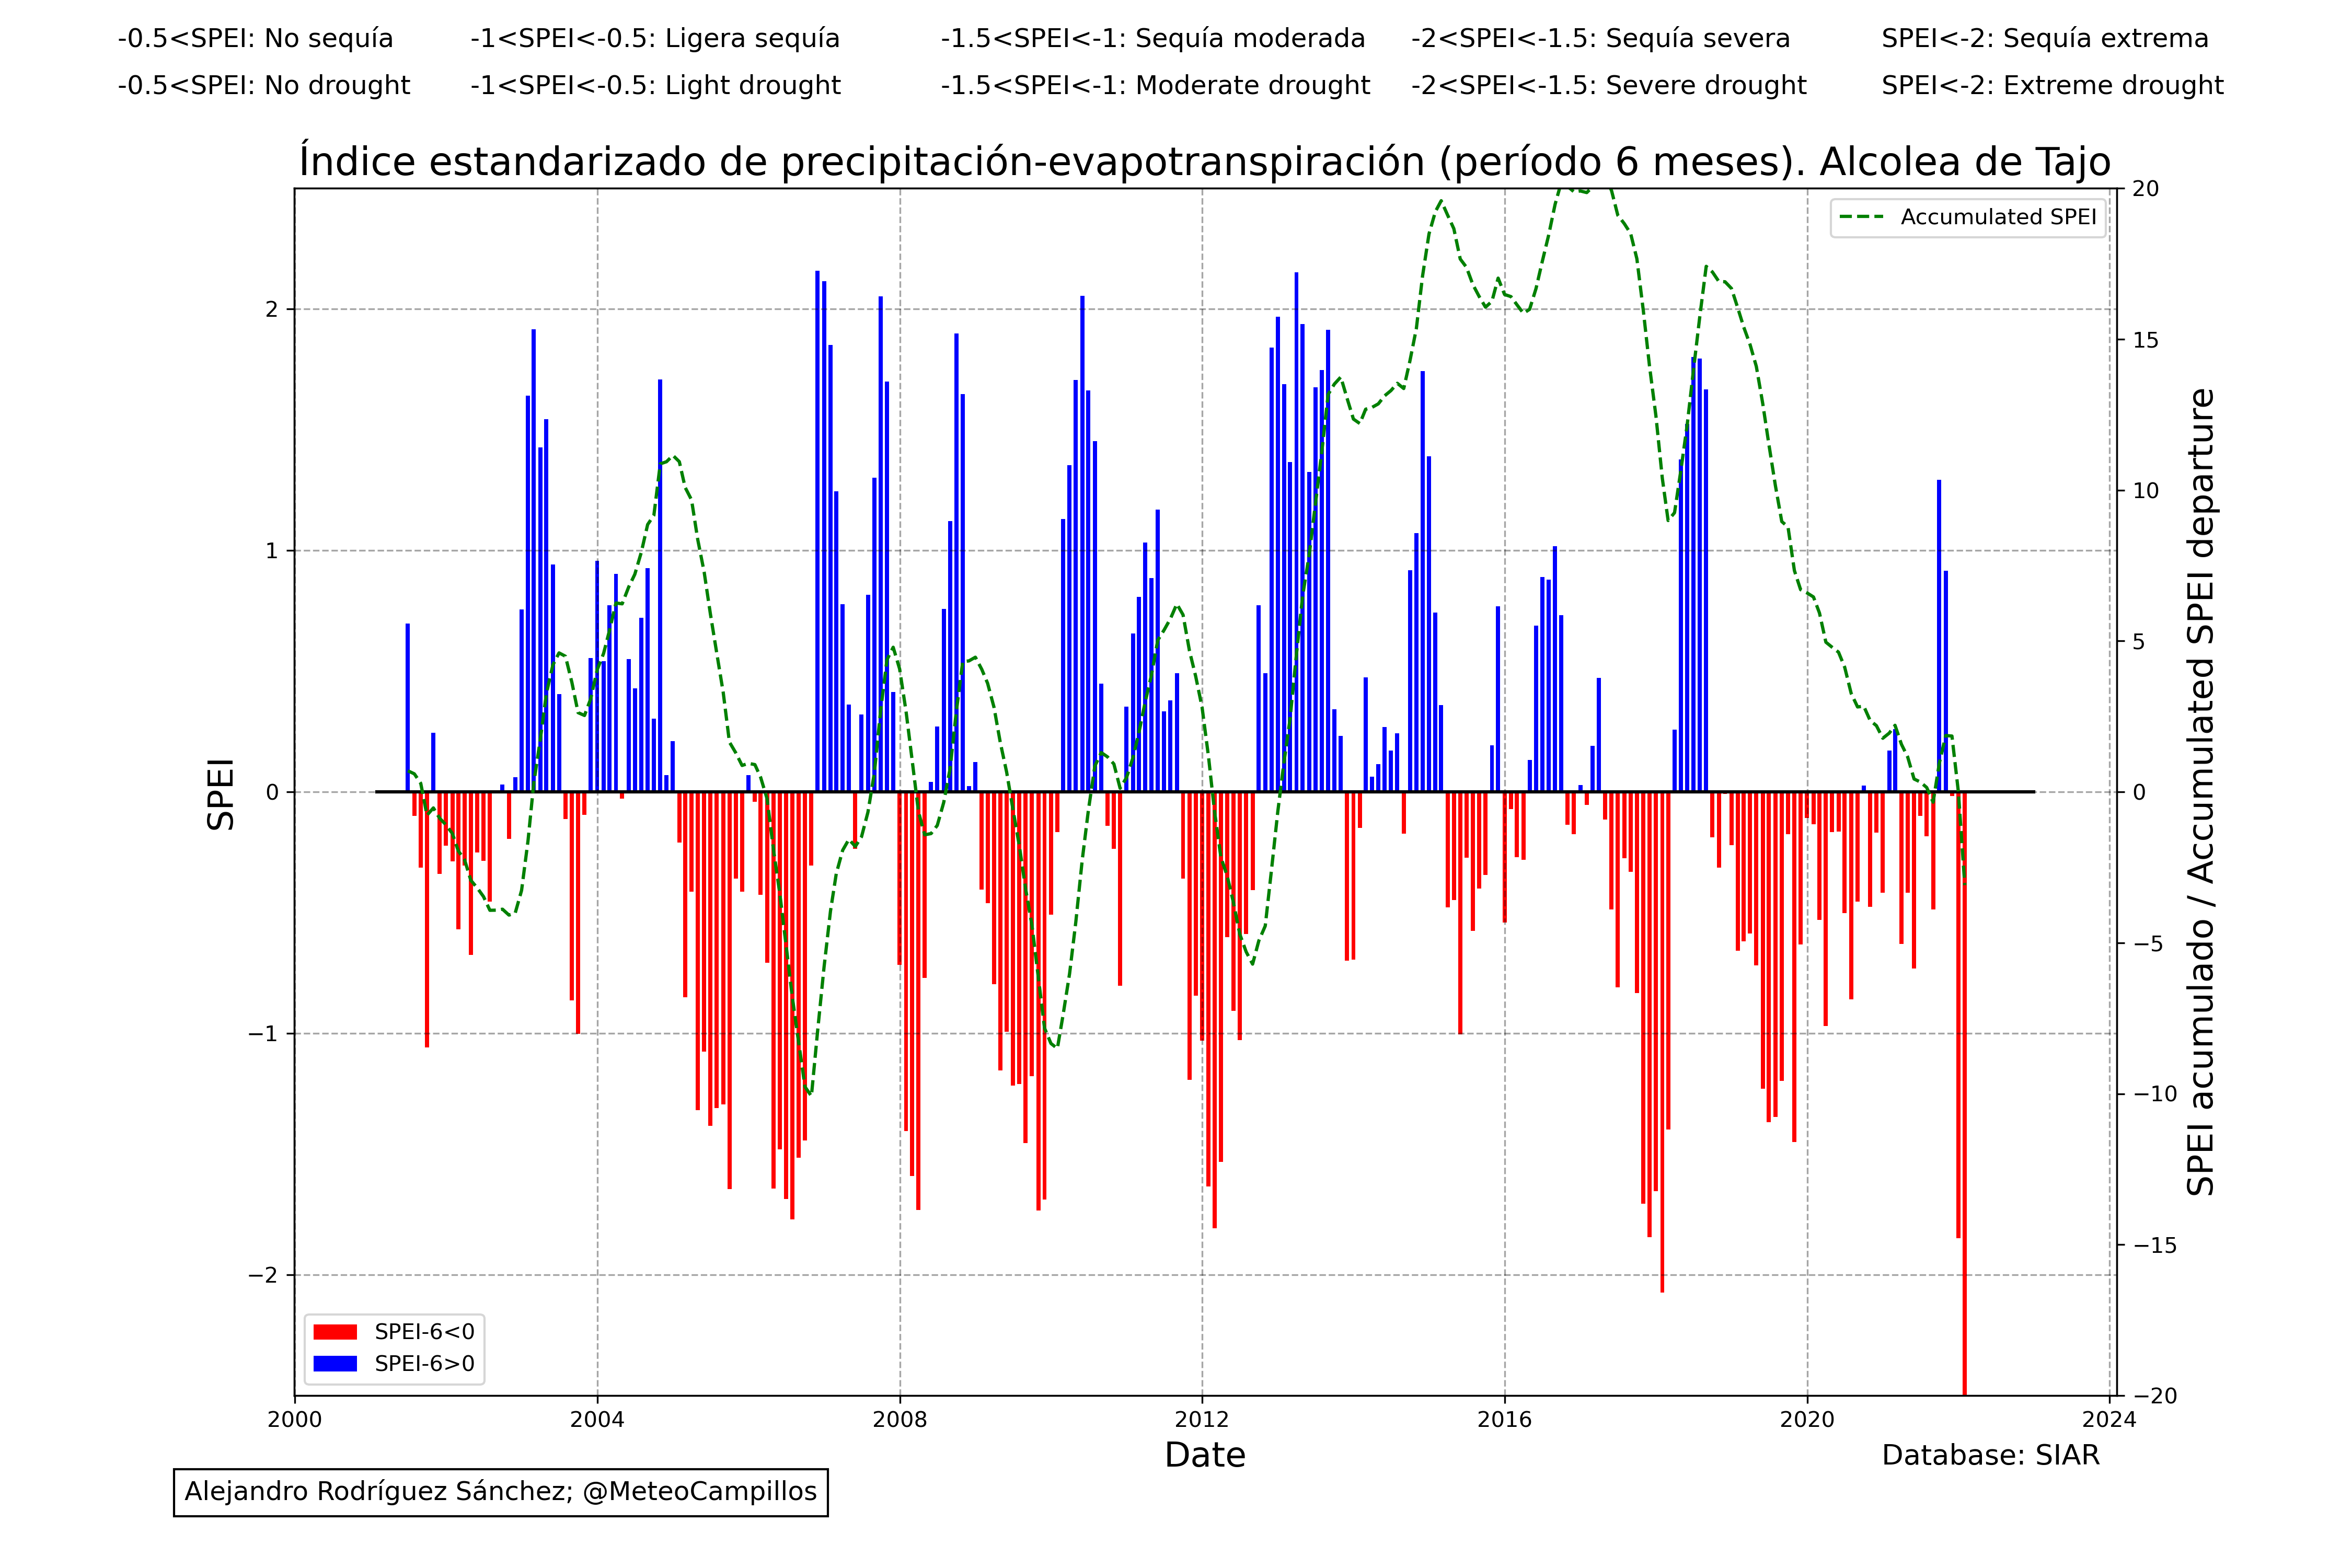 -0.5<SPEI: No sequía -1<SPEI<-0.5: Ligera sequía -1.5<SPEI<-1: Sequía moderada -2<SPEI<-1.5: Sequía severa SPEI<-2: Sequía extrema
-0.5<SPEI: No drought -1<SPEI<-0.5: Light drought -1.5<SPEI<-1: Moderate drought -2<SPEI<-1.5: Severe drought SPEI<-2: Extreme drought
Índice estandarizado de precipitación-evapotranspiración (período 6 meses). Alcolea de Tajo
Accumulated SPEI
SPEI
2
1
0
−1
−2
20
15
10
5
0
−5
−10
−15
−20
SPEI acumulado / Accumulated SPEI departure
SPEI-6<0
SPEI-6>0
2000 2004 2008 2012 2016 2020 2024
Date
Database: SIAR
Alejandro Rodríguez Sánchez; @MeteoCampillos